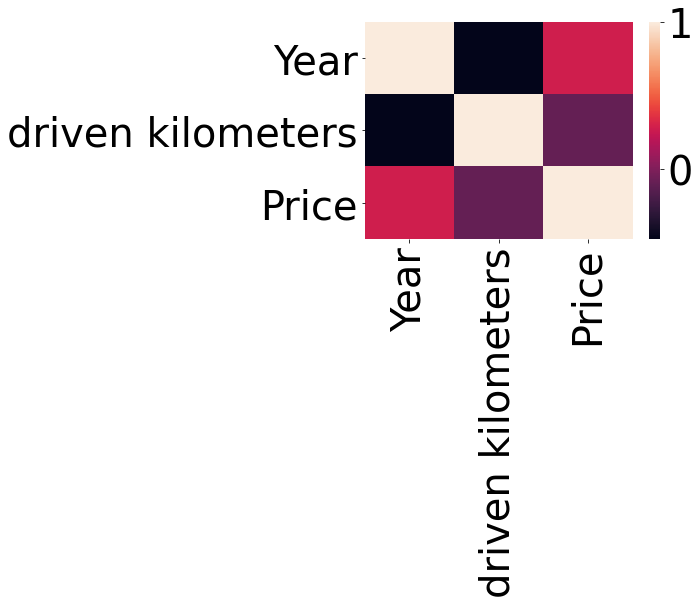 Year
driven kilometers
Price
Year
driven kilometers
Price
1
0